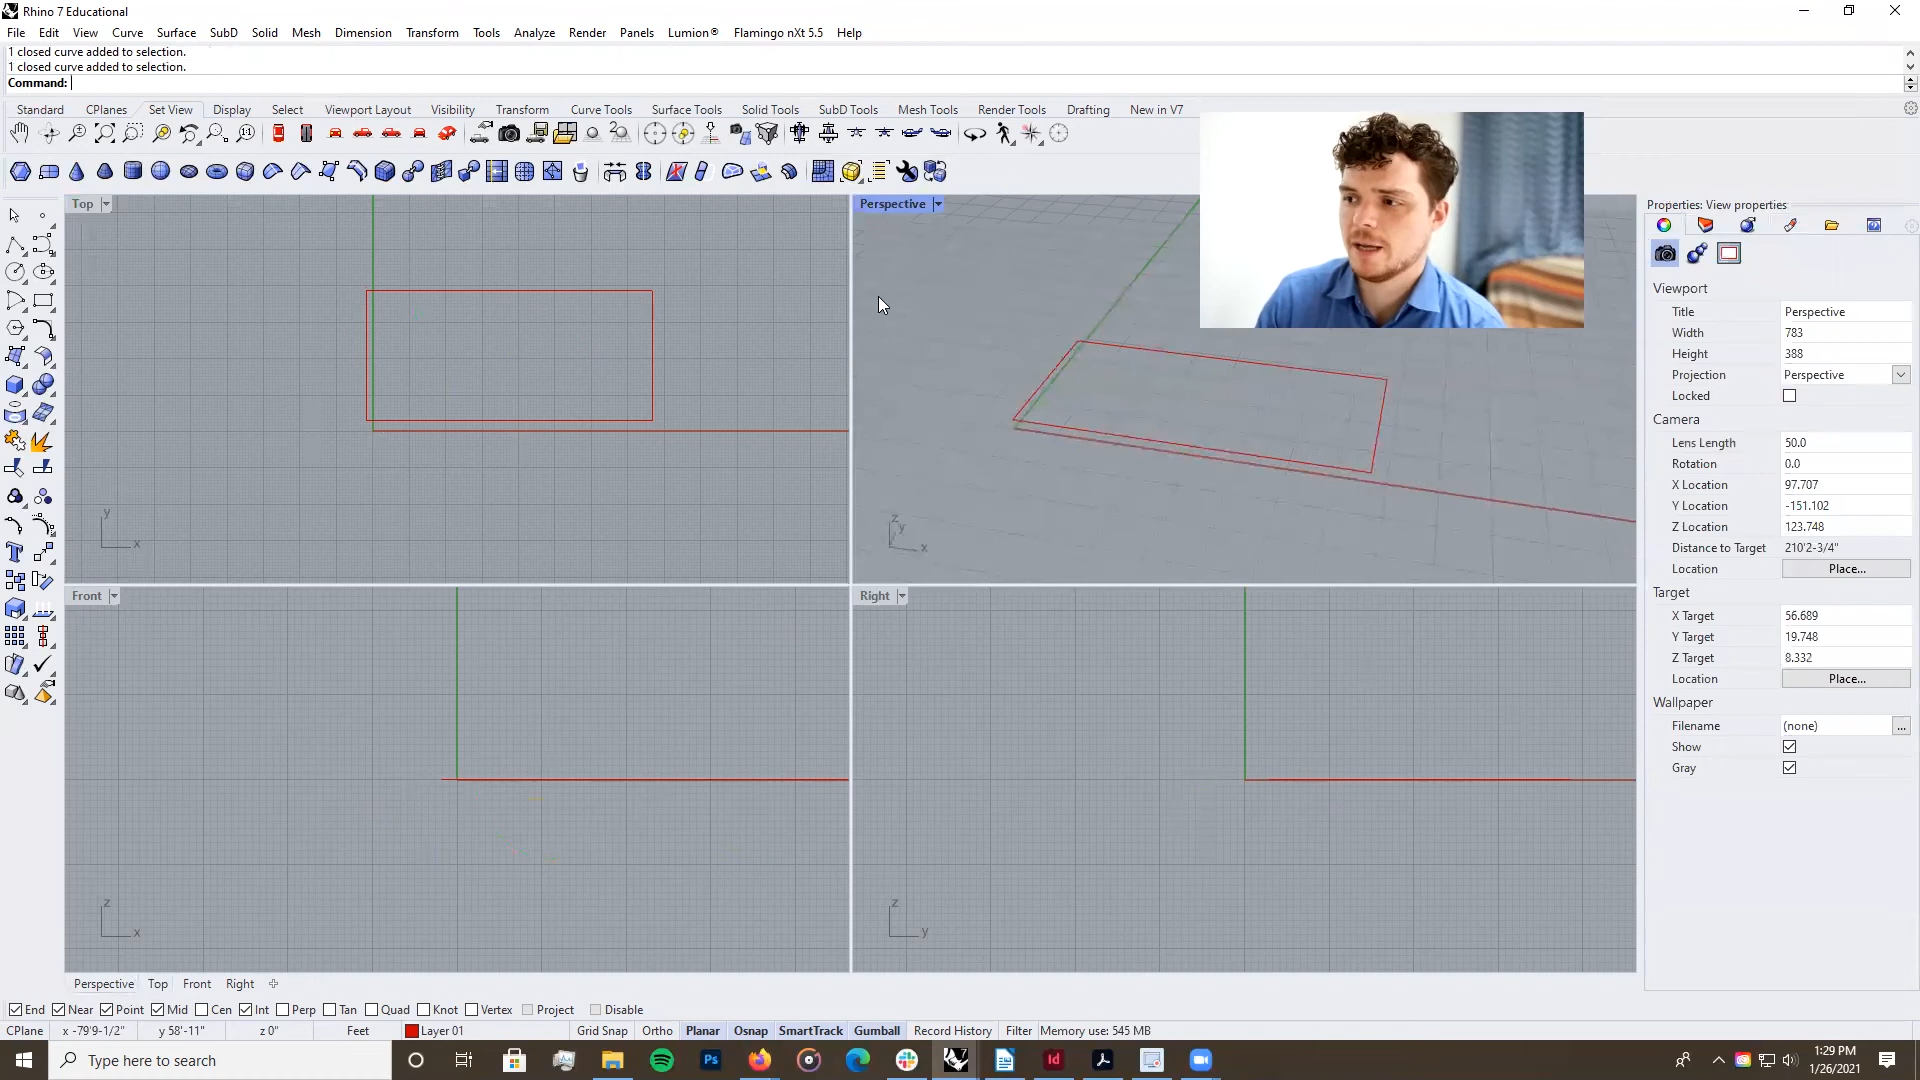 Rhino 7 Educational
File Edit View Curve Surface SubD Solid Mesh Dimension Transform Tools Analyze Render Panels Lumion® Flamingo nXt 5.5 Help
1 closed curve added to selection.
1 closed curve added to selection.
Command:
Standard CPlanes Set View Display Select Viewport Layout Visibility Transform Curve Tools Surface Tools Solid Tools SubD Tools Mesh Tools Render Tools Drafting New in V7
Top
Perspective
Properties: View properties
Viewport
Title Perspective
Width 783
Height 388
Projection Perspective
Locked
Camera
Lens Length 50.0
Rotation 0.0
X Location 97.707
Y Location -151.102
Z Location 123.748
Distance to Target 210'2-3/4"
Location Place...
Target
X Target 56.689
Y Target 19.748
Z Target 8.332
Location Place...
Wallpaper
Filename (none) ...
Show
Gray
y
x
z
y
x
Front
Right
z
x
z
y
Perspective Top Front Right
End Near Point Mid Cen Int Perp Tan Quad Knot Vertex Project Disable
CPlane x -79'9-1/2" y 58'-11" z 0" Feet Layer 01 Grid Snap Ortho Planar Osnap SmartTrack Gumball Record History Filter Memory use: 545 MB
Type here to search
Ps
Id
1:29 PM
1/26/2021